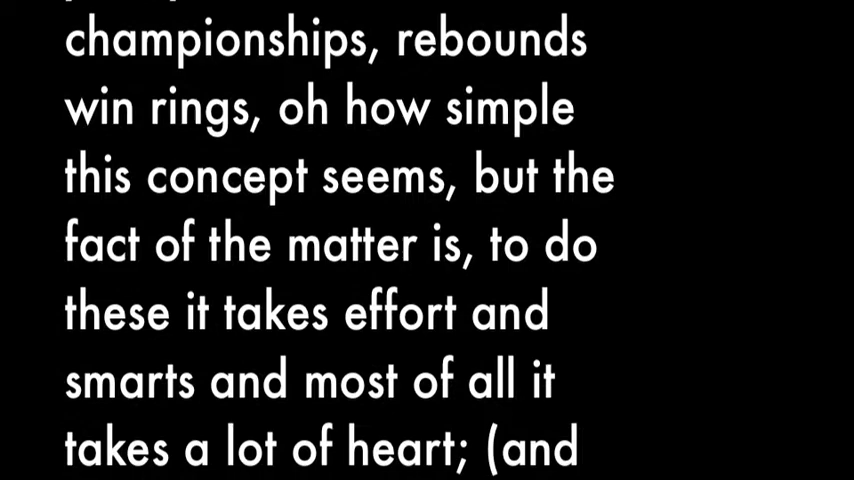 championships, rebounds
win rings, oh how simple
this concept seems, but the
fact of the matter is, to do
these it takes effort and
smarts and most of all it
takes a lot of heart; (and